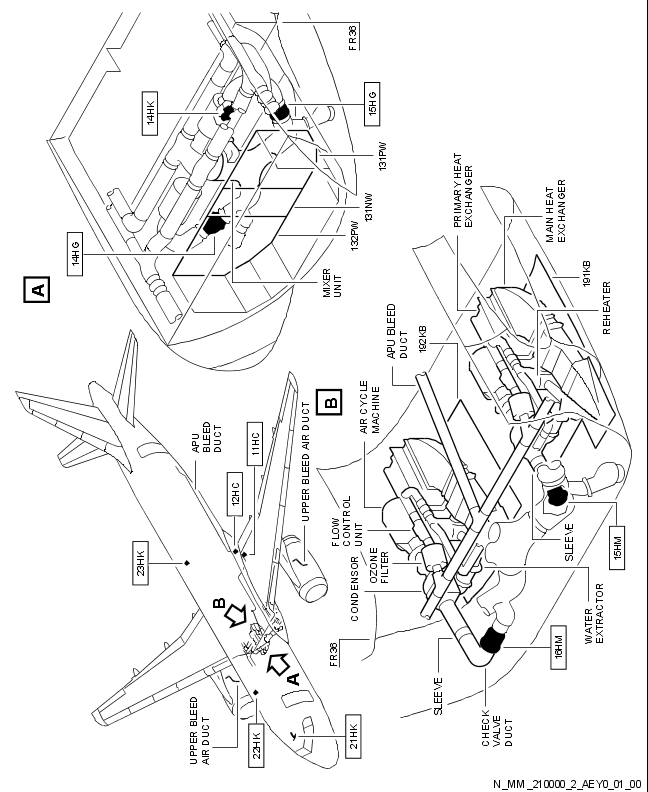 A
14HG
14HK
FR36
15HG
131PW
131NW
132PW
MIXER
UNIT
PRIMARY HEAT
EXCHANGER
MAIN HEAT
EXCHANGER
191KB
REHEATER
APU BLEED
DUCT
192KB
B
AIR CYCLE
MACHINE
FLOW
CONTROL
UNIT
OZONE
FILTER
CONDENSOR
FR36
SLEEVE
CHECK
VALVE
DUCT
16HM
WATER
EXTRACTOR
SLEEVE
15HM
APU
BLEED
DUCT
11HC
12HC
UPPER BLEED AIR DUCT
23HK
B
A
UPPER BLEED
AIR DUCT
22HK
21HK
N_MM_210000_2_AEY0_01_00